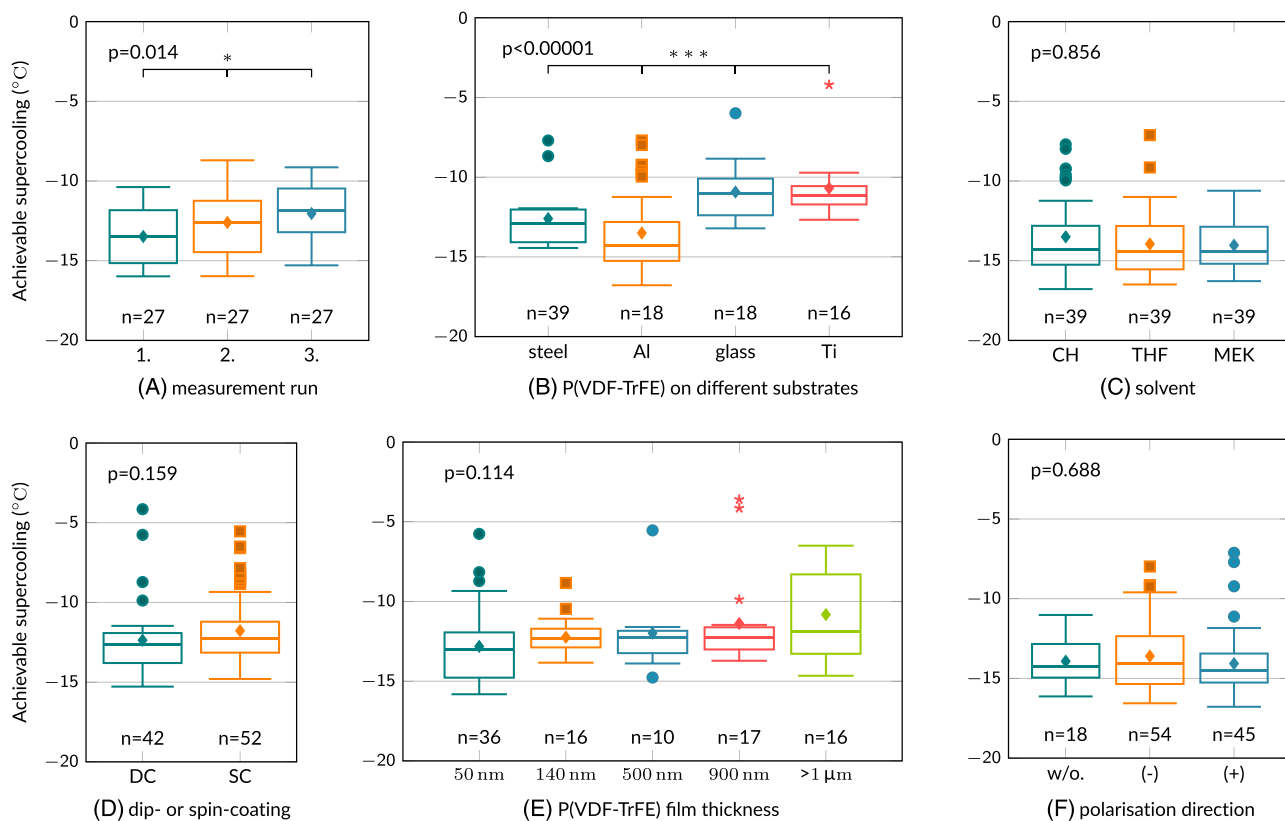 Achievable supercooling (°C)
0
−5
−10
−15
−20
p=0.014
*
n=27 n=27 n=27
1. 2. 3.
(A) measurement run
0
−5
−10
−15
−20
p<0.00001
* * *
n=39 n=18 n=18 n=16
steel Al glass Ti
(B) P(VDF-TrFE) on different substrates
0
−5
−10
−15
−20
p=0.856
n=39 n=39 n=39
CH THF MEK
(C) solvent
Achievable supercooling (°C)
0
−5
−10
−15
−20
p=0.159
n=42 n=52
DC SC
(D) dip- or spin-coating
0
−5
−10
−15
−20
p=0.114
n=36 n=16 n=10 n=17 n=16
50 nm 140 nm 500 nm 900 nm >1 µm
(E) P(VDF-TrFE) film thickness
0
−5
−10
−15
−20
p=0.688
n=18 n=54 n=45
w/o. (-) (+)
(F) polarisation direction